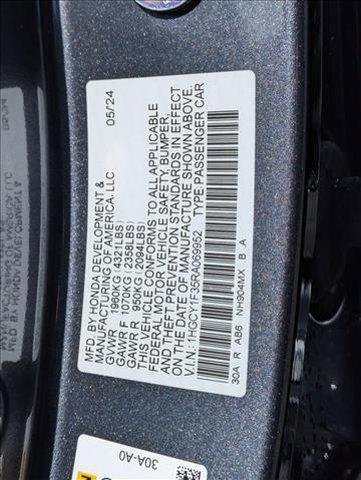 MFD. BY HONDA DEVELOPMENT & 05/24
MANUFACTURING OF AMERICA, LLC
GVWR 1960KG (4321LBS)
GAWR F 1070KG (2358LBS)
GAWR R 950KG (2094LBS)
THIS VEHICLE CONFORMS TO ALL APPLICABLE
FEDERAL MOTOR VEHICLE SAFETY, BUMPER,
AND THEFT PREVENTION STANDARDS IN EFFECT
ON THE DATE OF MANUFACTURE SHOWN ABOVE.
V.I.N.: 1HGCY1F35RA069952 TYPE: PASSENGER CAR
30A R AB6 NH904MX B A
30A-A0